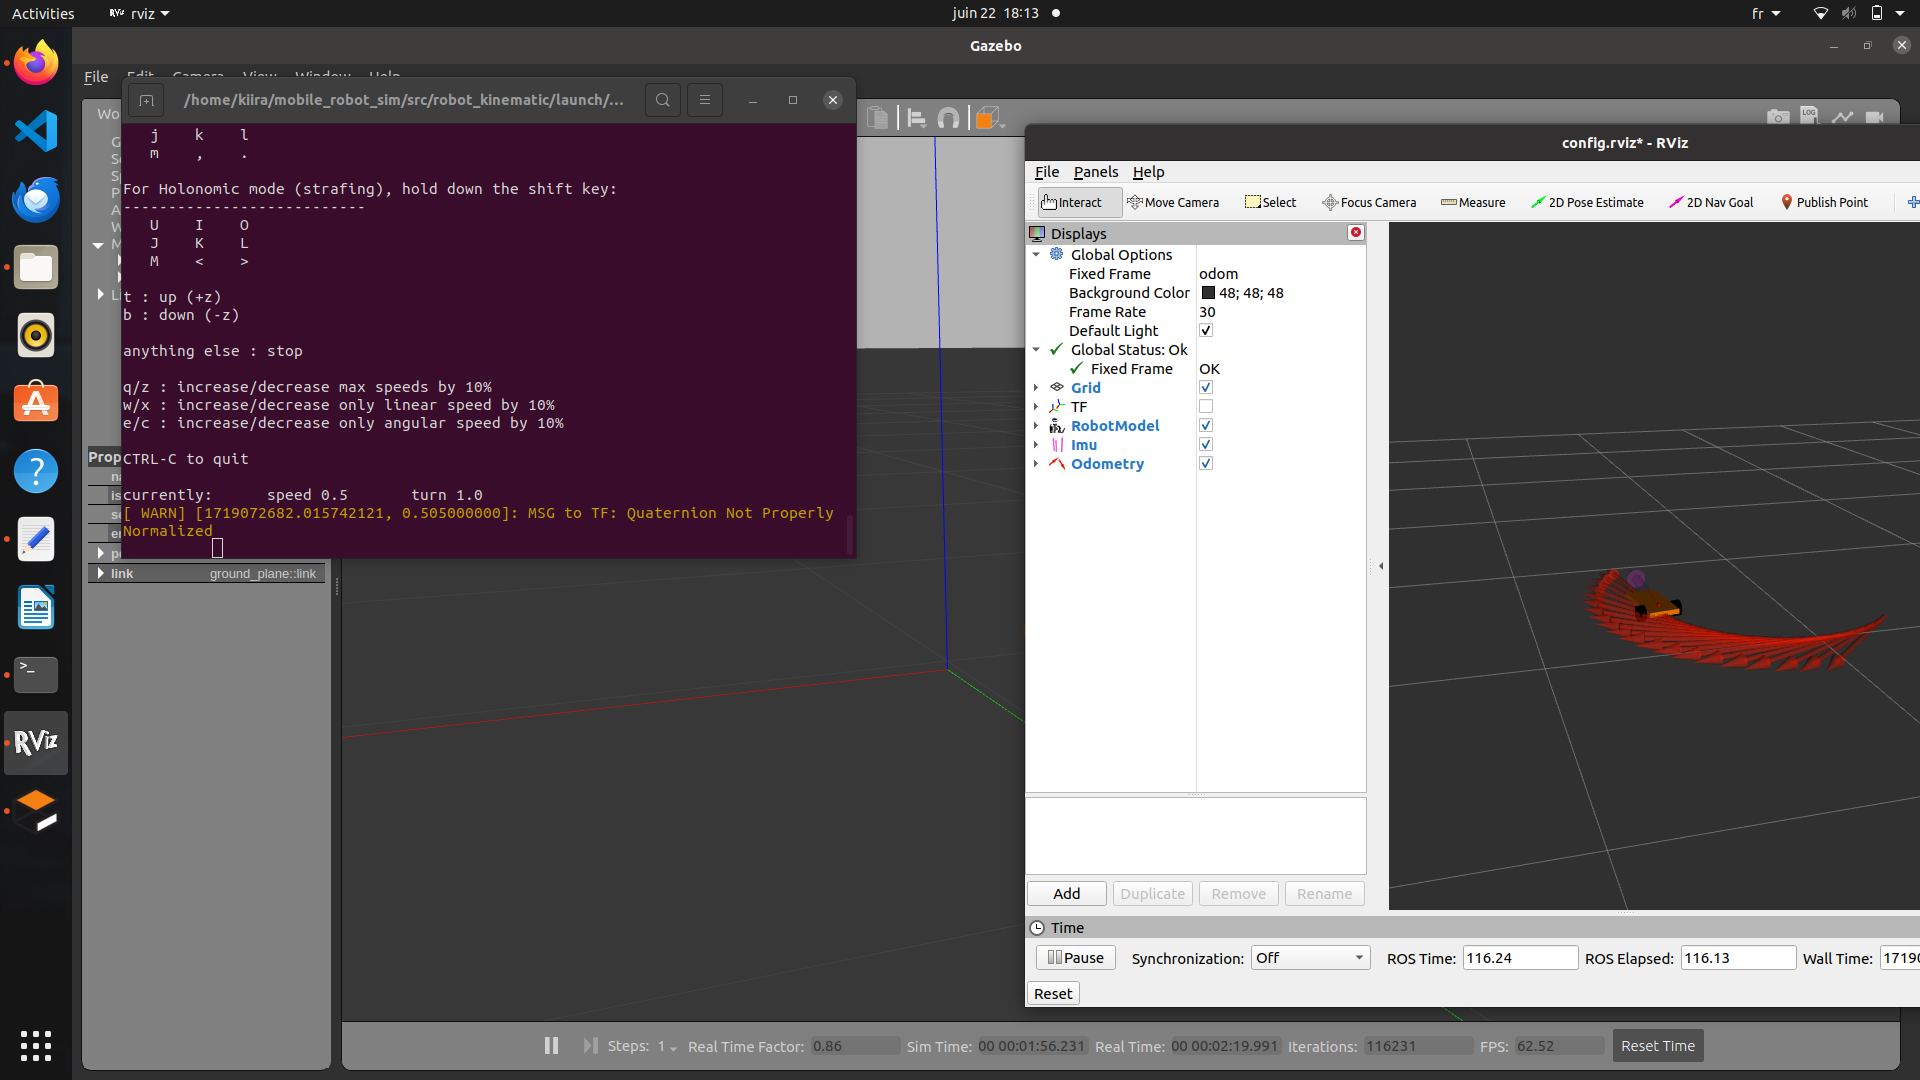 Activities
RViz rviz
juin 22 18:13
fr
Gazebo
File Edit Camera View Window Help
/home/kiira/mobile_robot_sim/src/robot_kinematic/launch/...
j k l
m , .
For Holonomic mode (strafing), hold down the shift key:
---------------------------
U I O
J K L
M < >
t : up (+z)
b : down (-z)
anything else : stop
q/z : increase/decrease max speeds by 10%
w/x : increase/decrease only linear speed by 10%
e/c : increase/decrease only angular speed by 10%
CTRL-C to quit
currently: speed 0.5 turn 1.0
[ WARN] [1719072682.015742121, 0.505000000]: MSG to TF: Quaternion Not Properly
Normalized
Wo
Prop
link ground_plane::link
LOG
config.rviz* - RViz
File Panels Help
Interact Move Camera Select Focus Camera Measure 2D Pose Estimate 2D Nav Goal Publish Point
Displays
Global Options
Fixed Frame odom
Background Color 48; 48; 48
Frame Rate 30
Default Light
Global Status: Ok
Fixed Frame OK
Grid
TF
RobotModel
Imu
Odometry
Add Duplicate Remove Rename
Time
Pause Synchronization: Off ROS Time: 116.24 ROS Elapsed: 116.13 Wall Time: 17190
Reset
RViz
Steps: 1 Real Time Factor: 0.86 Sim Time: 00 00:01:56.231 Real Time: 00 00:02:19.991 Iterations: 116231 FPS: 62.52 Reset Time